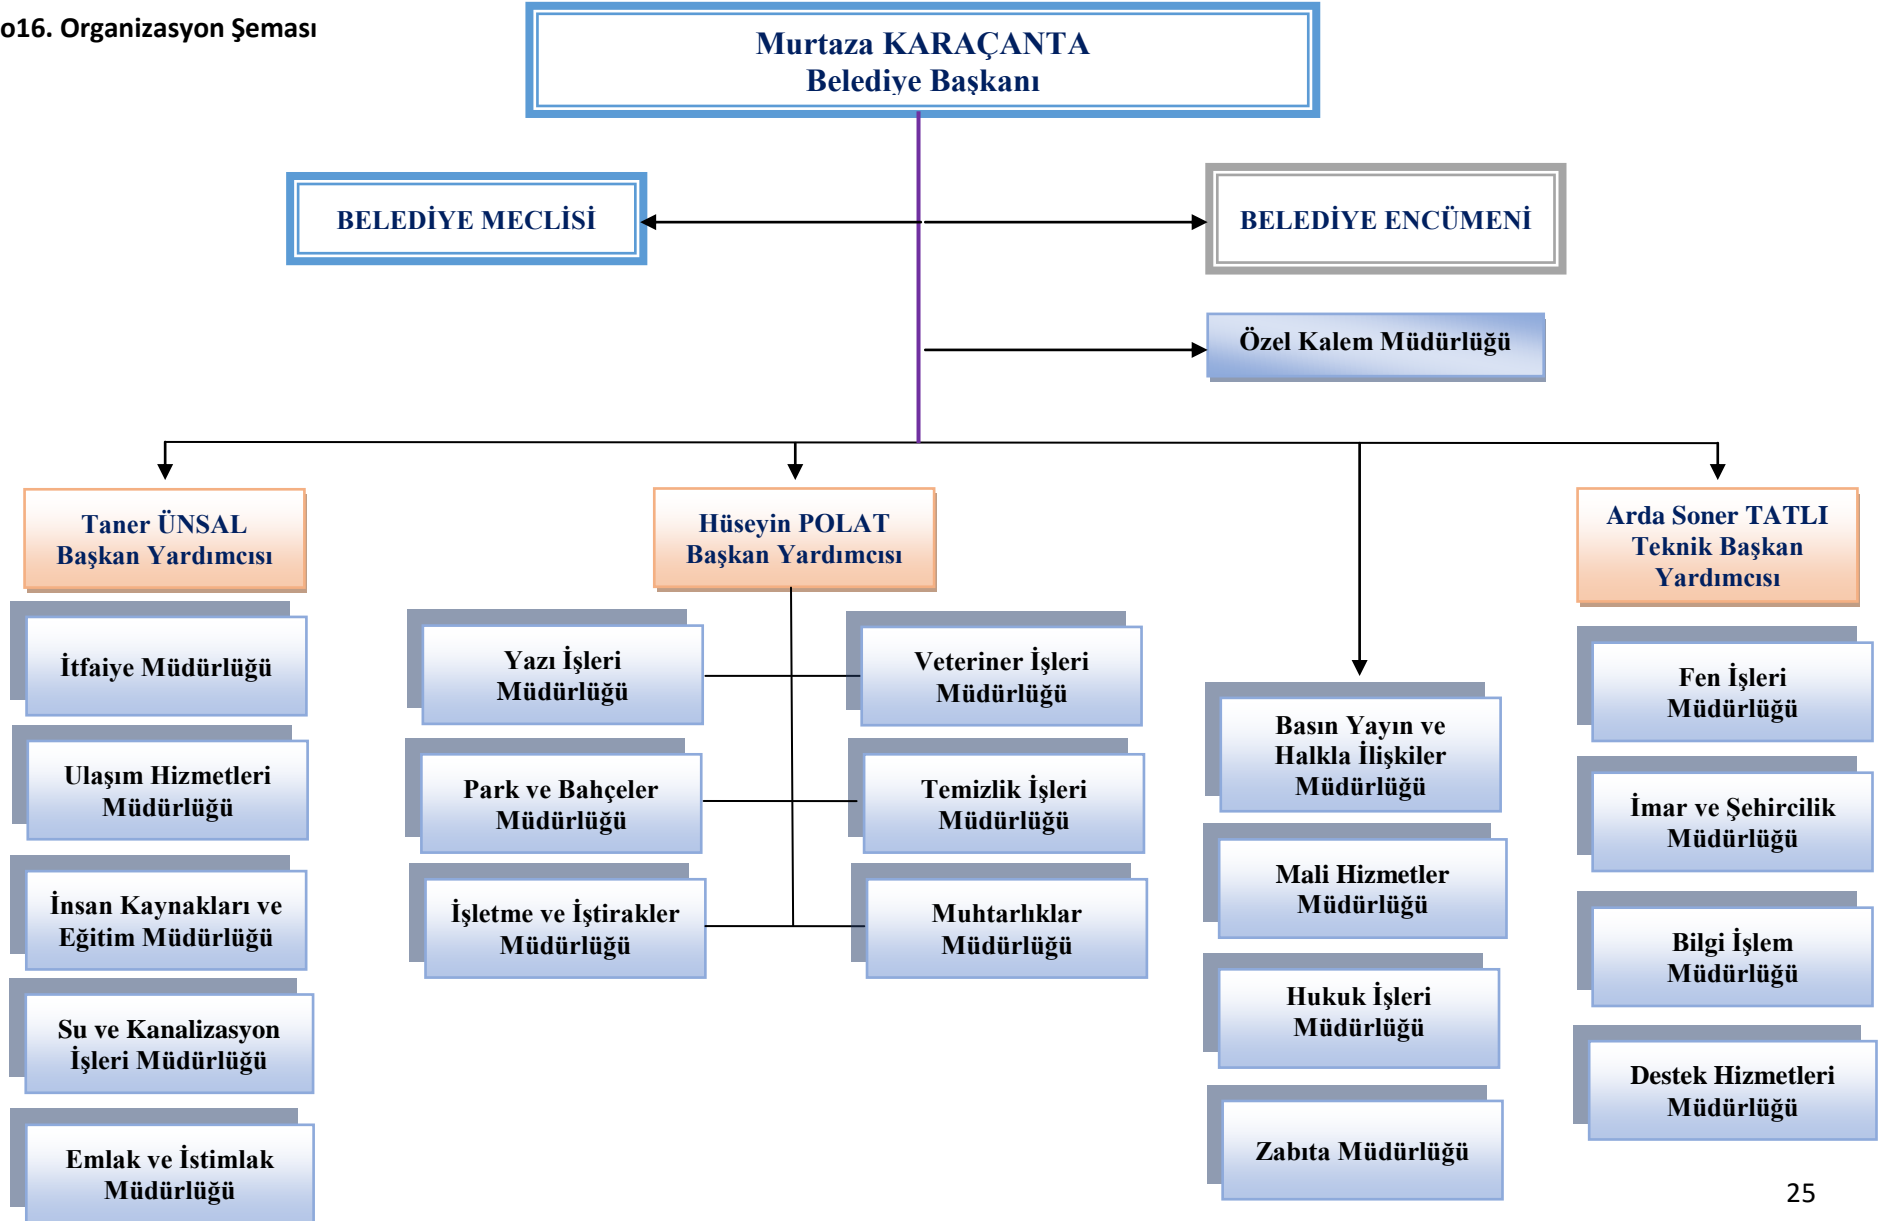 o16. Organizasyon Şeması
Murtaza KARAÇANTA
Belediye Başkanı
BELEDİYE MECLİSİ
BELEDİYE ENCÜMENİ
Özel Kalem Müdürlüğü
Taner ÜNSAL
Başkan Yardımcısı
Hüseyin POLAT
Başkan Yardımcısı
Arda Soner TATLI
Teknik Başkan
Yardımcısı
İtfaiye Müdürlüğü
Ulaşım Hizmetleri
Müdürlüğü
İnsan Kaynakları ve
Eğitim Müdürlüğü
Su ve Kanalizasyon
İşleri Müdürlüğü
Emlak ve İstimlak
Müdürlüğü
Yazı İşleri
Müdürlüğü
Park ve Bahçeler
Müdürlüğü
İşletme ve İştirakler
Müdürlüğü
Veteriner İşleri
Müdürlüğü
Temizlik İşleri
Müdürlüğü
Muhtarlıklar
Müdürlüğü
Basın Yayın ve
Halkla İlişkiler
Müdürlüğü
Mali Hizmetler
Müdürlüğü
Hukuk İşleri
Müdürlüğü
Zabıta Müdürlüğü
Fen İşleri
Müdürlüğü
İmar ve Şehircilik
Müdürlüğü
Bilgi İşlem
Müdürlüğü
Destek Hizmetleri
Müdürlüğü
25